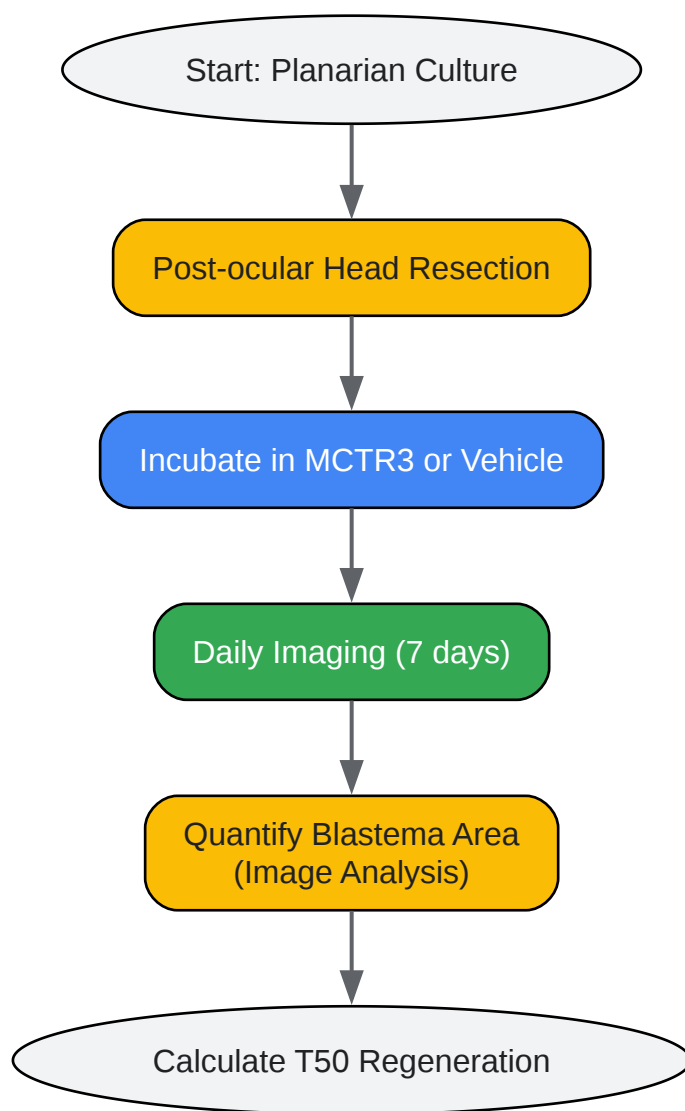 Start: Planarian Culture
Post-ocular Head Resection
Incubate in MCTR3 or Vehicle
Daily Imaging (7 days)
Quantify Blastema Area
(Image Analysis)
Calculate T50 Regeneration